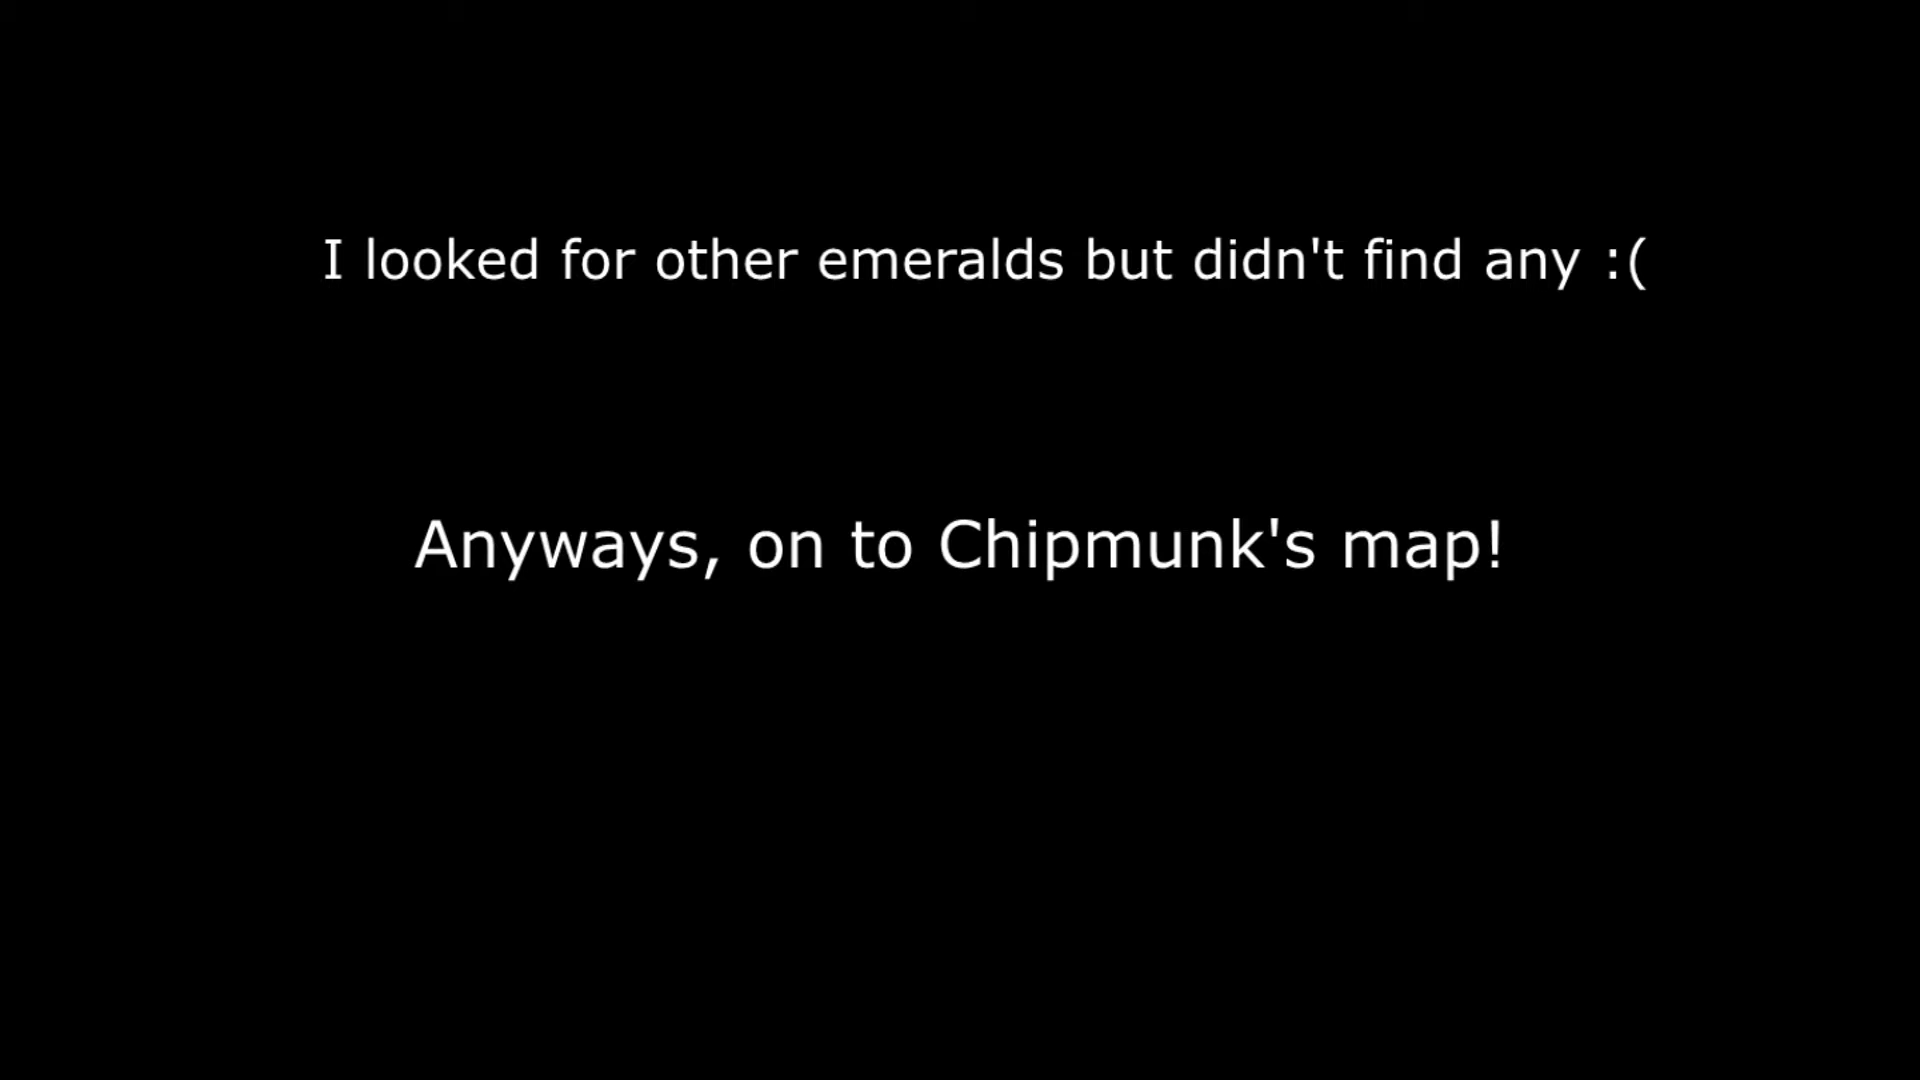 I looked for other emeralds but didn't find any :(
Anyways, on to Chipmunk's map!